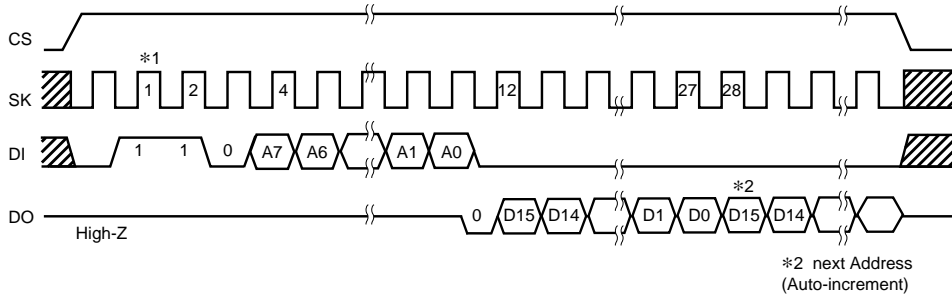 CS
∗1
SK 1 2 4 12 27 28
DI 1 1 0 A7 A6 A1 A0
∗2
DO 0 D15 D14 D1 D0 D15 D14
High-Z
∗2 next Address
(Auto-increment)